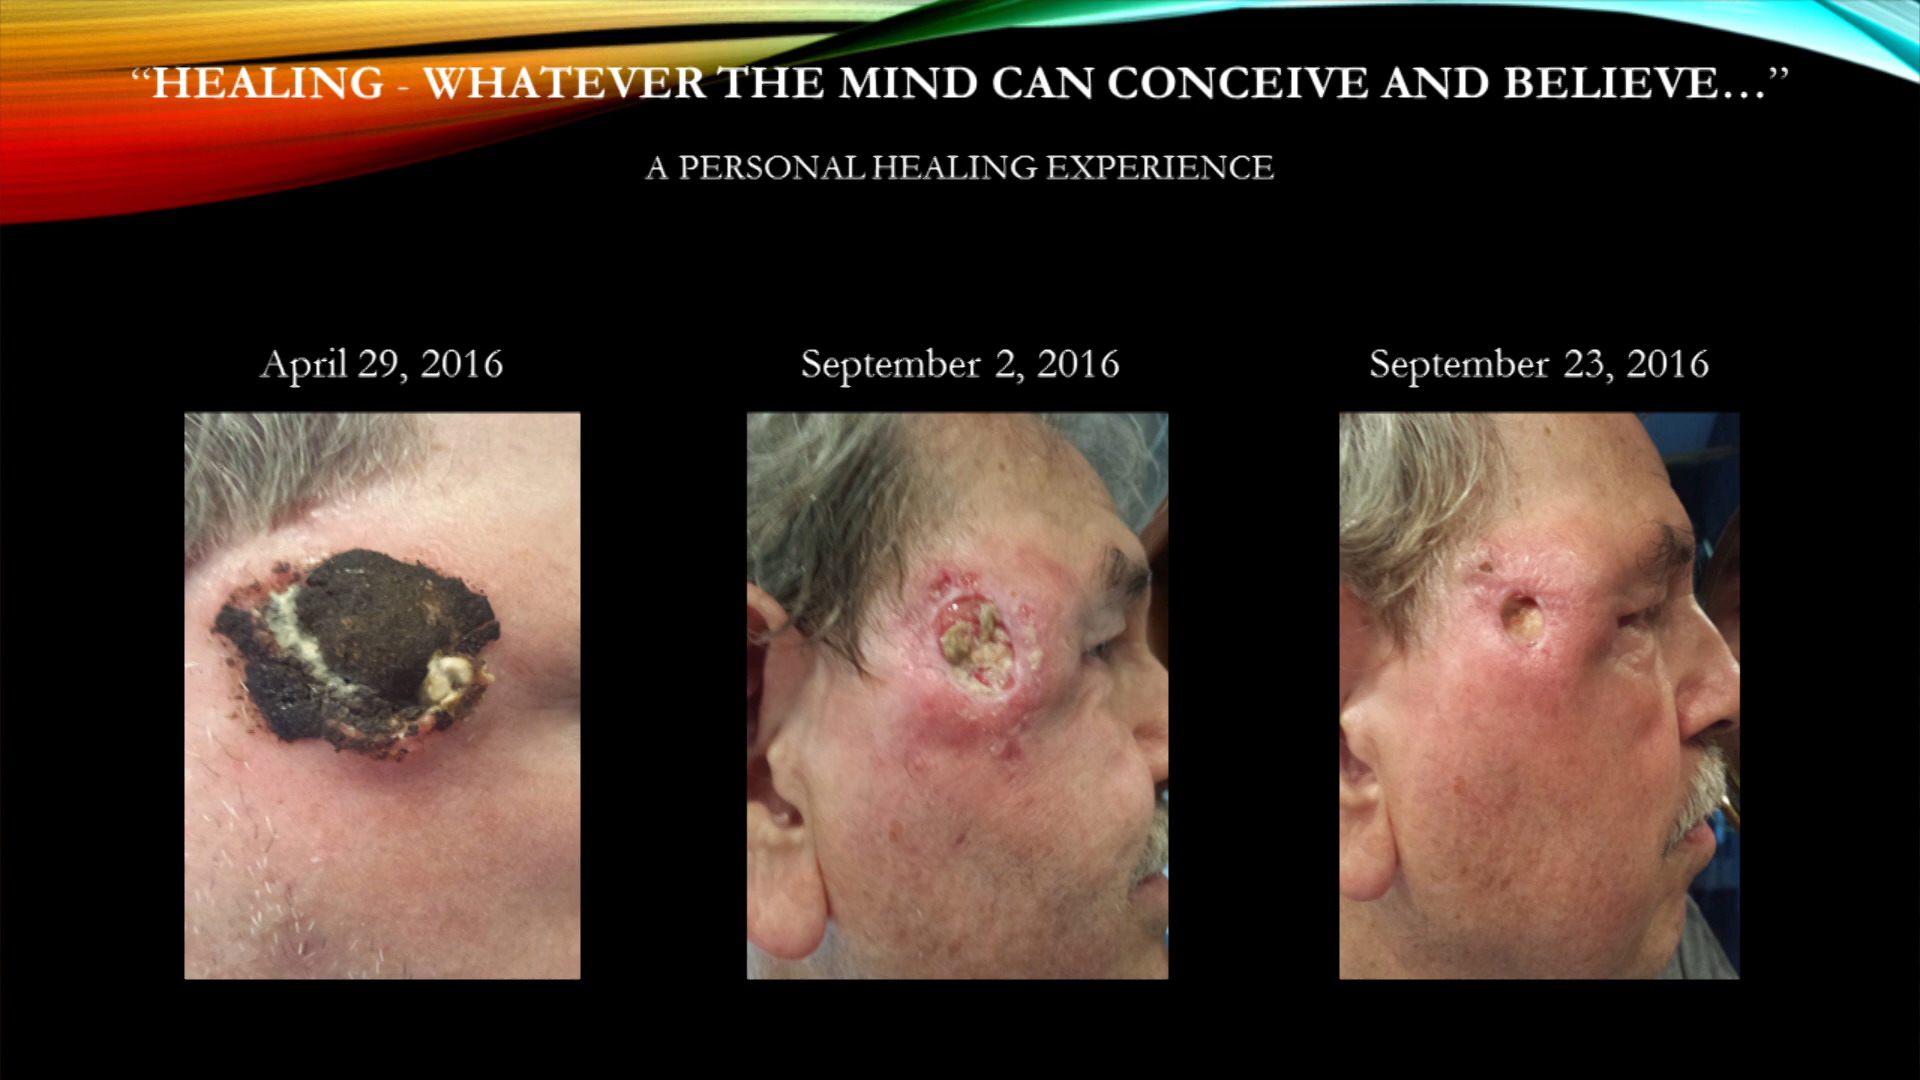 “HEALING - WHATEVER THE MIND CAN CONCEIVE AND BELIEVE…”
A PERSONAL HEALING EXPERIENCE
April 29, 2016
September 2, 2016
September 23, 2016